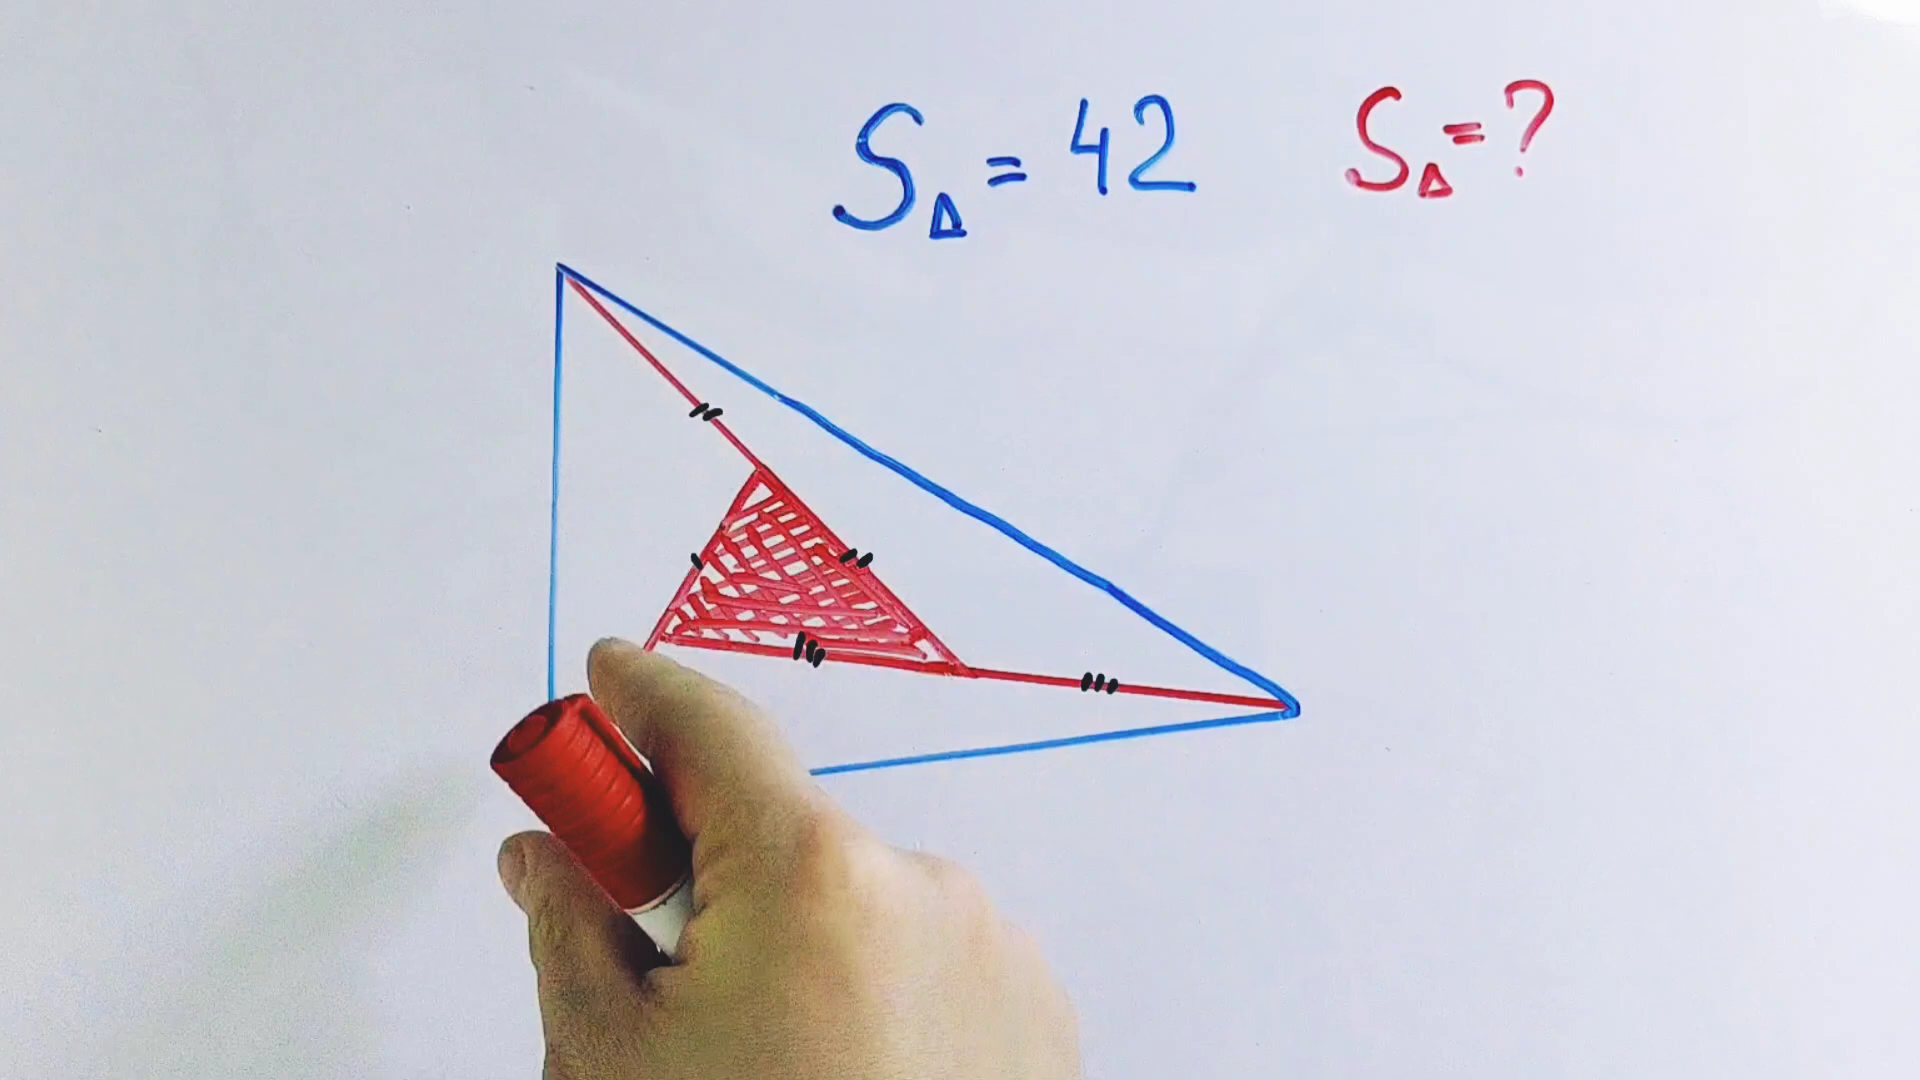 S△ = 42 S△ = ?